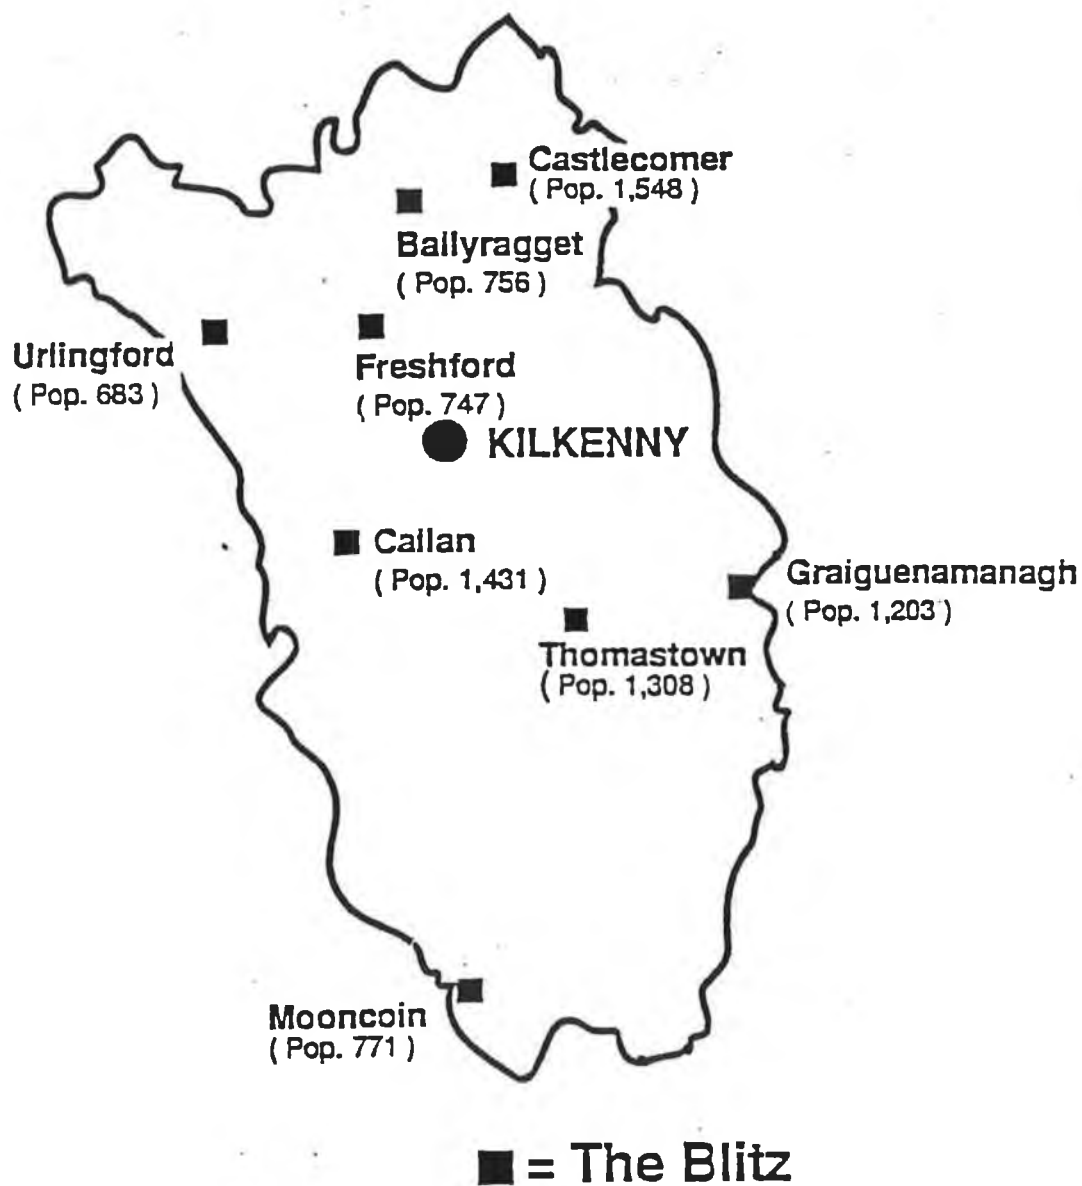 Castlecomer
( Pop. 1,548 )
Ballyragget
( Pop. 756 )
Urlingford
( Pop. 683 )
Freshford
( Pop. 747 )
KILKENNY
Callan
( Pop. 1,431 )
Graiguenamanagh
( Pop. 1,203 )
Thomastown
( Pop. 1,308 )
Mooncoin
( Pop. 771 )
= The Blitz